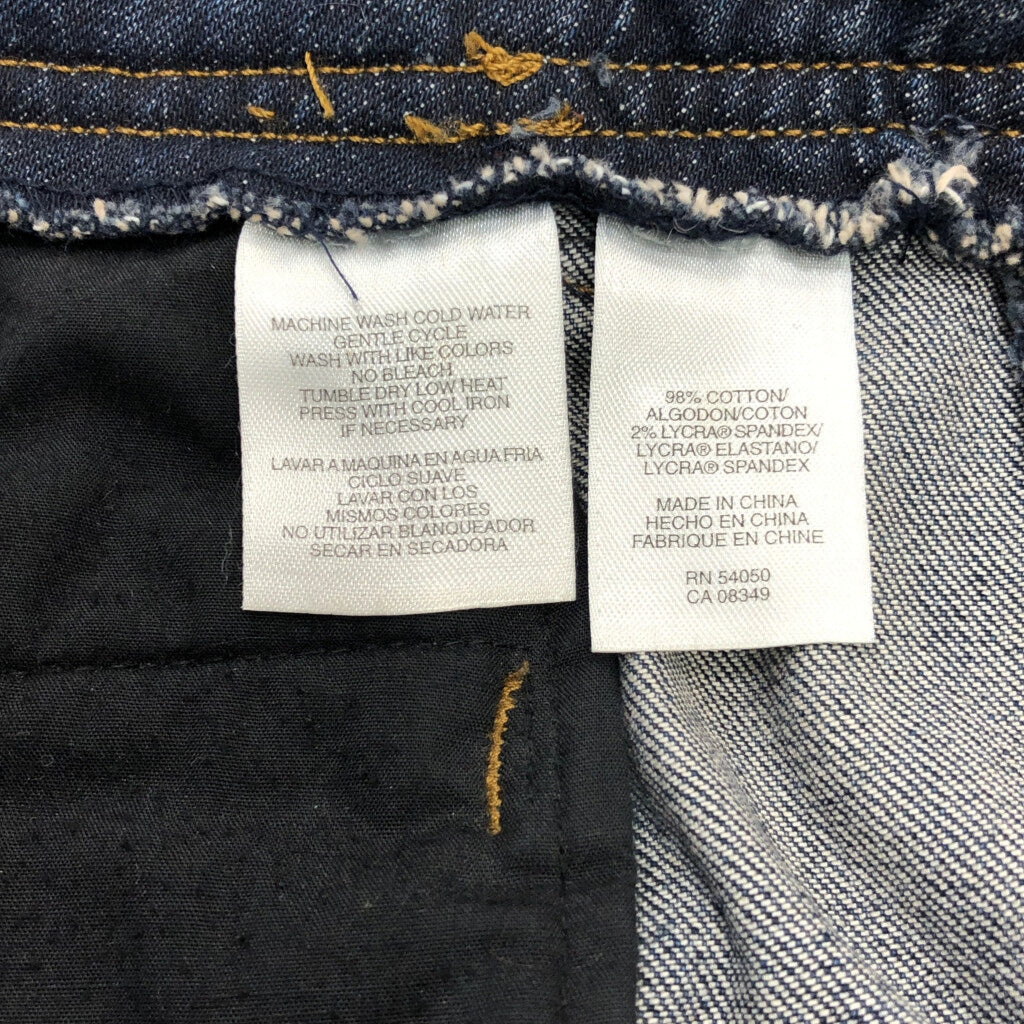 MACHINE WASH COLD WATER
GENTLE CYCLE
WASH WITH LIKE COLORS
NO BLEACH
TUMBLE DRY LOW HEAT
PRESS WITH COOL IRON
IF NECESSARY
LAVAR A MAQUINA EN AGUA FRIA
CICLO SUAVE
LAVAR CON LOS
MISMOS COLORES
NO UTILIZAR BLANQUEADOR
SECAR EN SECADORA
98% COTTON/
ALGODON/COTON
2% LYCRA® SPANDEX/
LYCRA® ELASTANO/
LYCRA® SPANDEX
MADE IN CHINA
HECHO EN CHINA
FABRIQUE EN CHINE
RN 54050
CA 08349